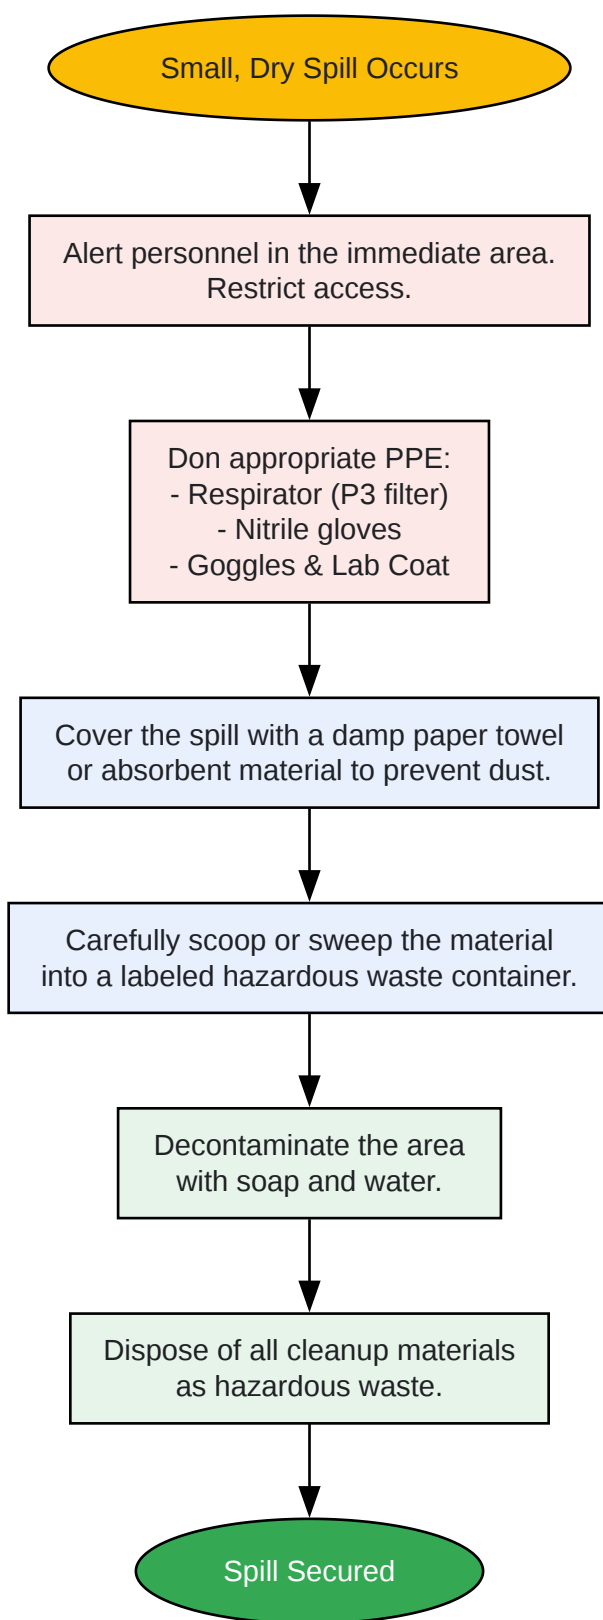 Small, Dry Spill Occurs
Alert personnel in the immediate area.
Restrict access.
Don appropriate PPE:
- Respirator (P3 filter)
- Nitrile gloves
- Goggles & Lab Coat
Cover the spill with a damp paper towel
or absorbent material to prevent dust.
Carefully scoop or sweep the material
into a labeled hazardous waste container.
Decontaminate the area
with soap and water.
Dispose of all cleanup materials
as hazardous waste.
Spill Secured